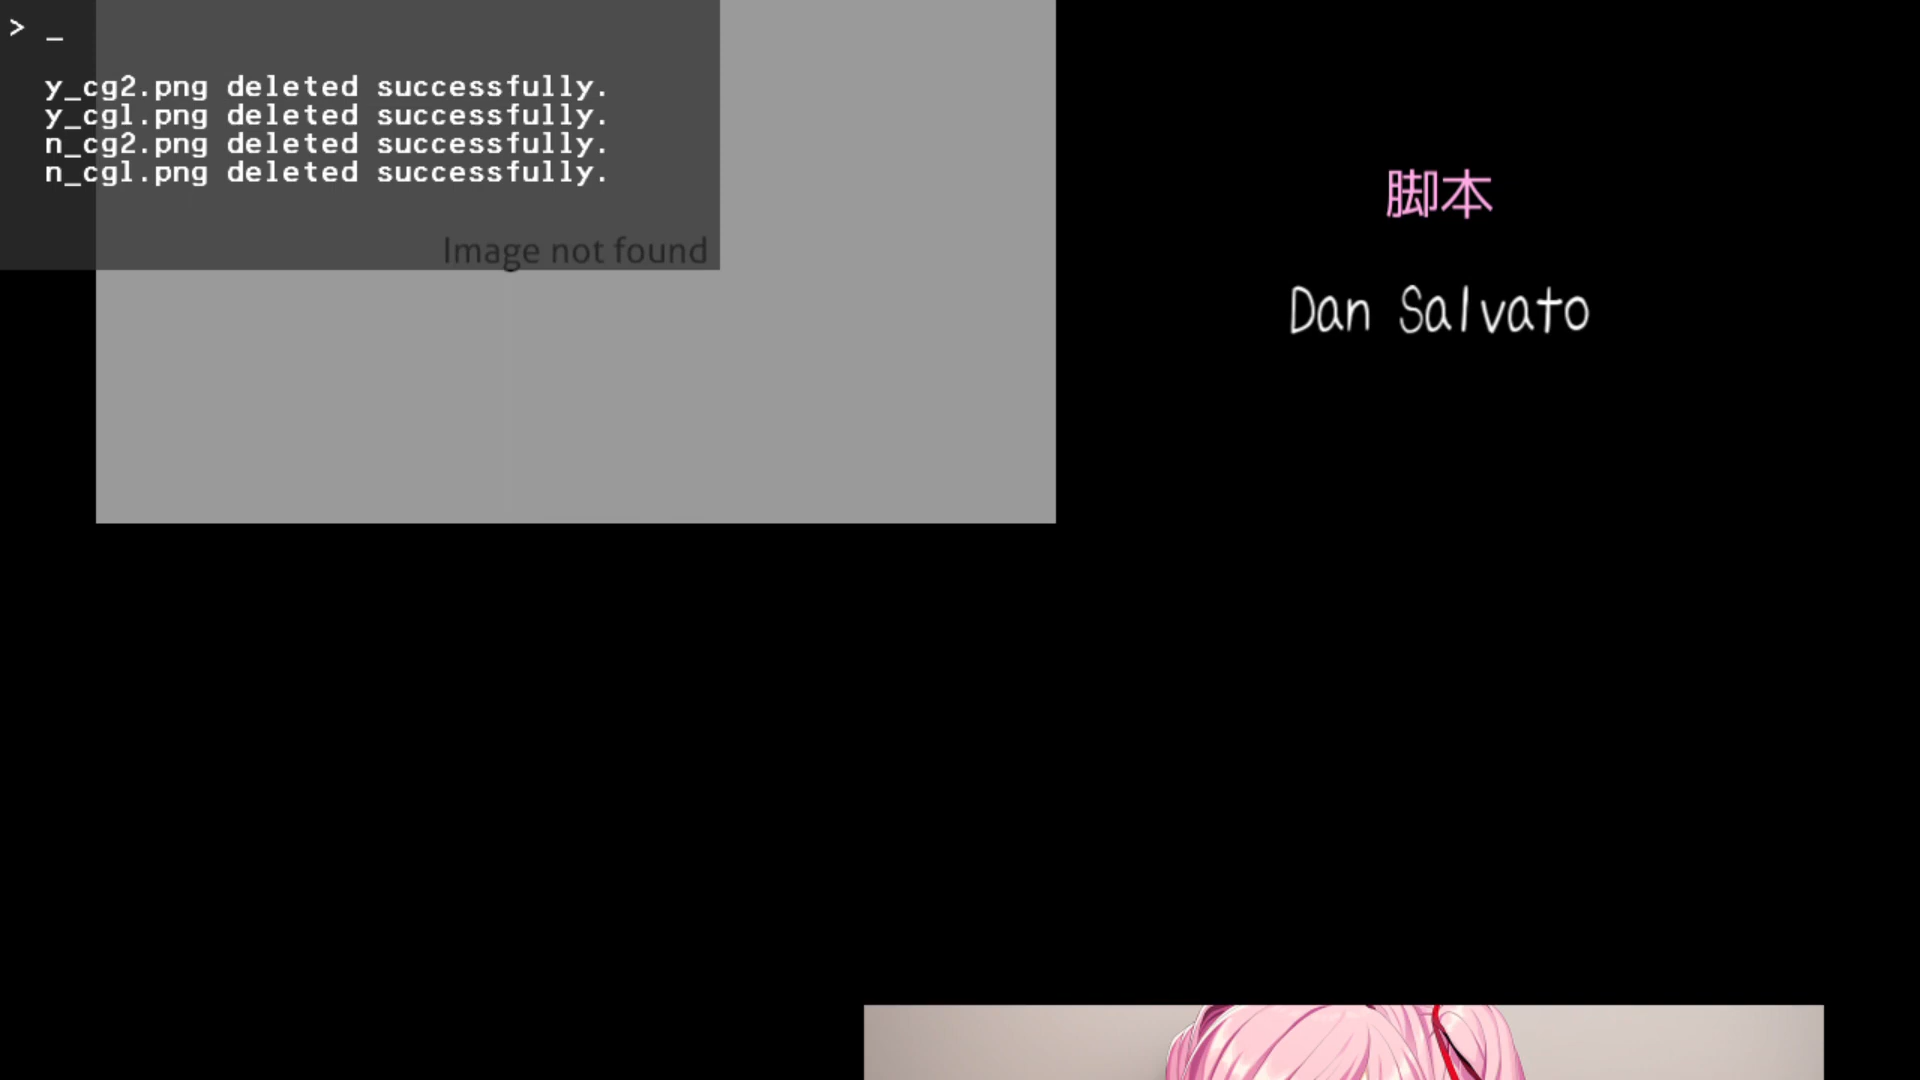 > _
y_cg2.png deleted successfully.
y_cg1.png deleted successfully.
n_cg2.png deleted successfully.
n_cg1.png deleted successfully.
Image not found
脚本
Dan Salvato